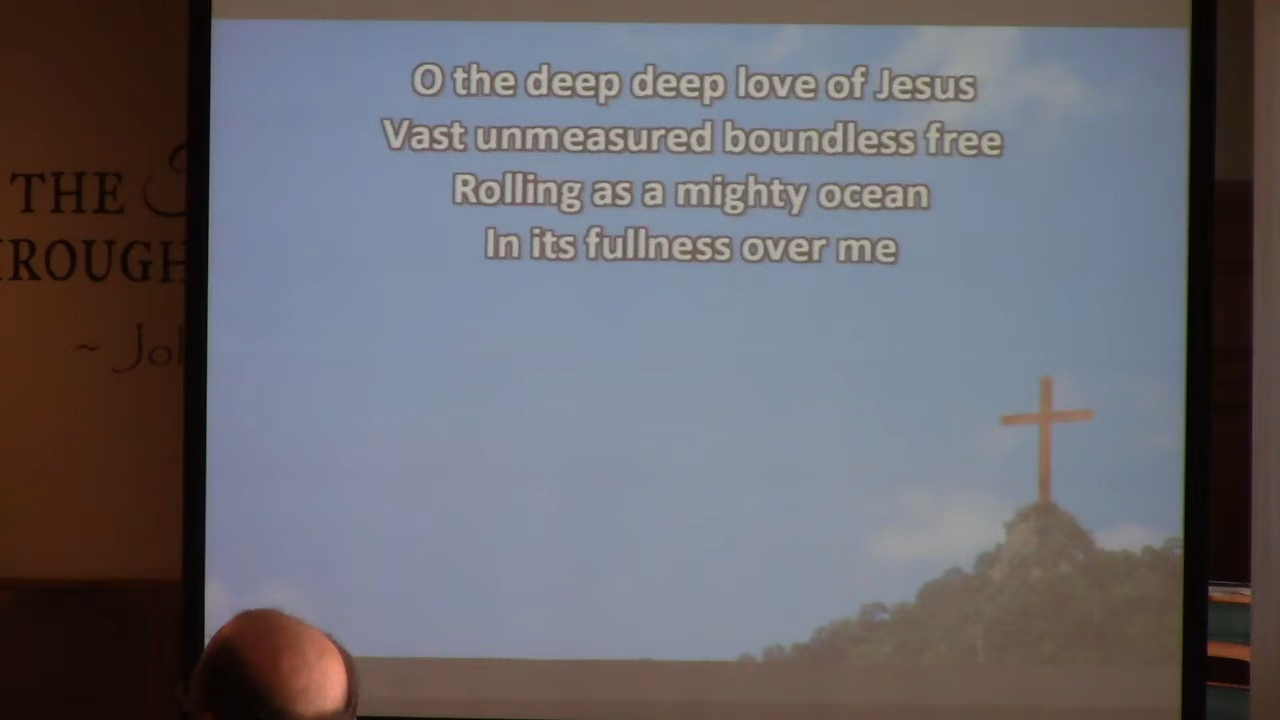 O the deep deep love of Jesus
Vast unmeasured boundless free
Rolling as a mighty ocean
In its fullness over me
THE